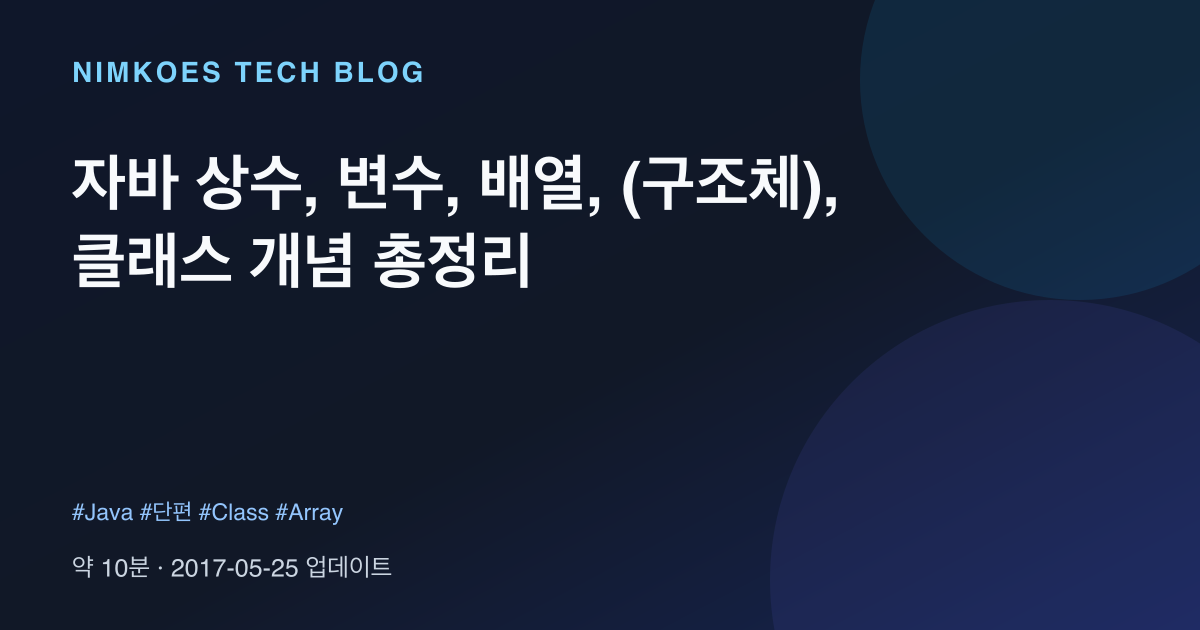 NIMKOES TECH BLOG
자바 상수, 변수, 배열, (구조체),
클래스 개념 총정리
#Java #단편 #Class #Array
약 10분 · 2017-05-25 업데이트